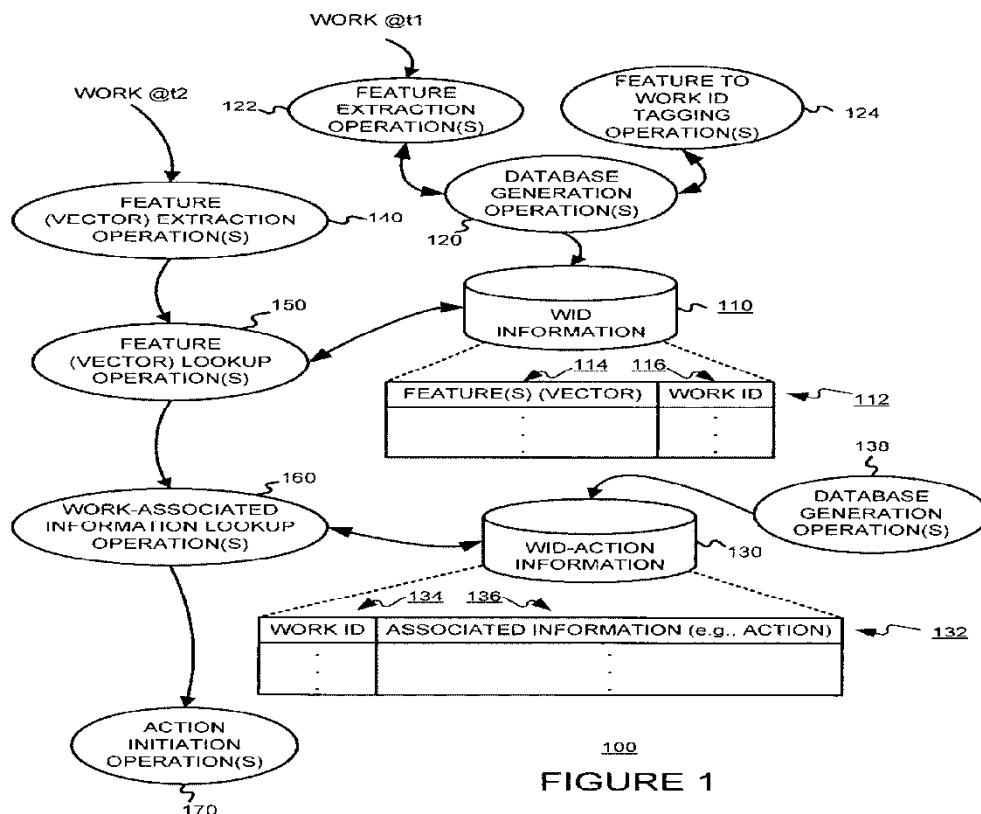 WORK @t1
WORK @t2
122
FEATURE
EXTRACTION
OPERATION(S)
FEATURE TO
WORK ID
TAGGING
OPERATION(S)
124
FEATURE
(VECTOR) EXTRACTION
OPERATION(S)
140
DATABASE
GENERATION
OPERATION(S)
120
150
FEATURE
(VECTOR) LOOKUP
OPERATION(S)
WID
INFORMATION
110
114
116
FEATURE(S) (VECTOR)
WORK ID
112
138
DATABASE
GENERATION
OPERATION(S)
160
WORK-ASSOCIATED
INFORMATION LOOKUP
OPERATION(S)
WID-ACTION
INFORMATION
130
134
136
WORK ID
ASSOCIATED INFORMATION (e.g., ACTION)
132
ACTION
INITIATION
OPERATION(S)
170
100
FIGURE 1